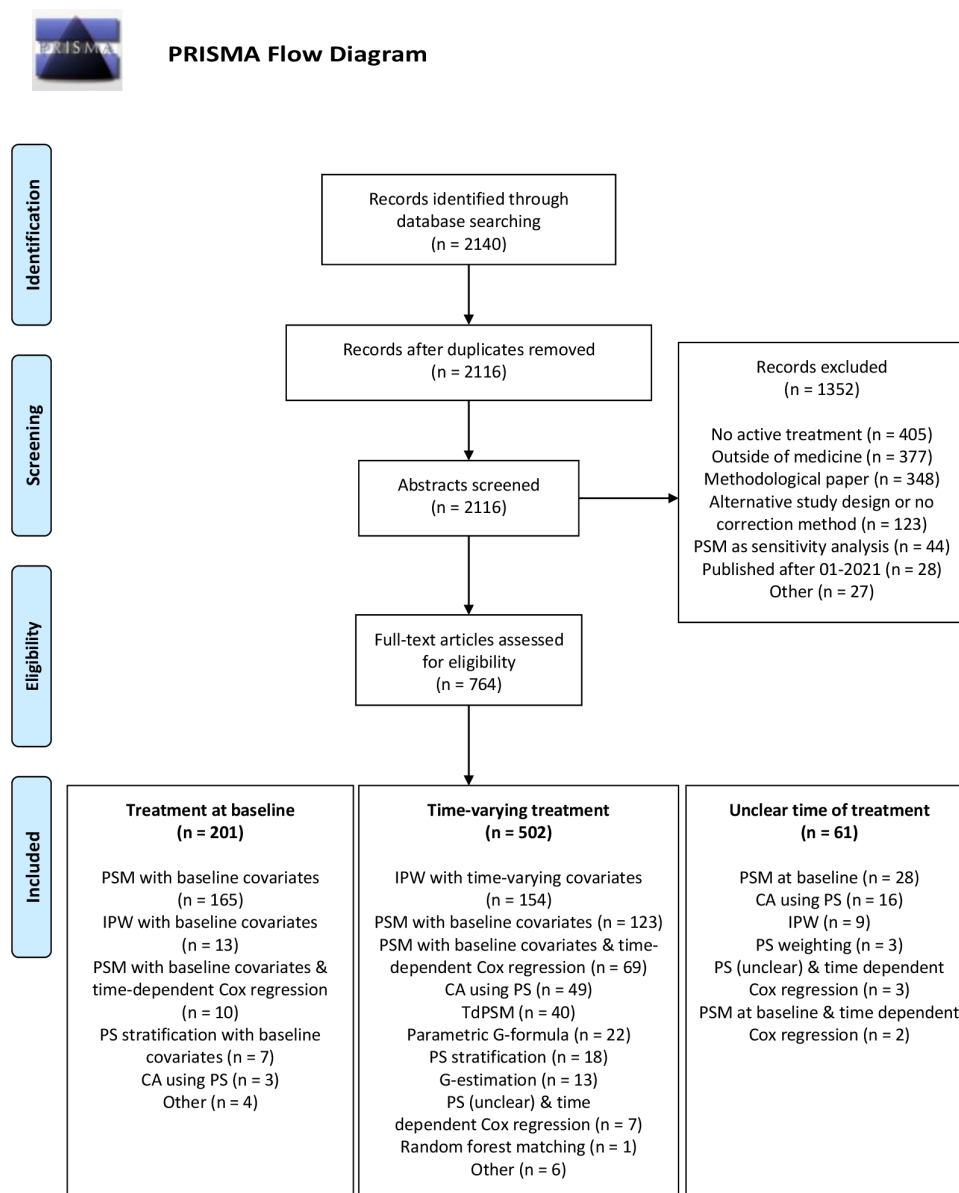 PRISMA
PRISMA Flow Diagram
Identification
Records identified through
database searching
(n = 2140)
Records after duplicates removed
(n = 2116)
Screening
Abstracts screened
(n = 2116)
Records excluded
(n = 1352)
No active treatment (n = 405)
Outside of medicine (n = 377)
Methodological paper (n = 348)
Alternative study design or no
correction method (n = 123)
PSM as sensitivity analysis (n = 44)
Published after 01-2021 (n = 28)
Other (n = 27)
Eligibility
Full-text articles assessed
for eligibility
(n = 764)
Included
Treatment at baseline
(n = 201)
PSM with baseline covariates
(n = 165)
IPW with baseline covariates
(n = 13)
PSM with baseline covariates &
time-dependent Cox regression
(n = 10)
PS stratification with baseline
covariates (n = 7)
CA using PS (n = 3)
Other (n = 4)
Time-varying treatment
(n = 502)
IPW with time-varying covariates
(n = 154)
PSM with baseline covariates (n = 123)
PSM with baseline covariates & time-
dependent Cox regression (n = 69)
CA using PS (n = 49)
TdPSM (n = 40)
Parametric G-formula (n = 22)
PS stratification (n = 18)
G-estimation (n = 13)
PS (unclear) & time
dependent Cox regression (n = 7)
Random forest matching (n = 1)
Other (n = 6)
Unclear time of treatment
(n = 61)
PSM at baseline (n = 28)
CA using PS (n = 16)
IPW (n = 9)
PS weighting (n = 3)
PS (unclear) & time dependent
Cox regression (n = 3)
PSM at baseline & time dependent
Cox regression (n = 2)